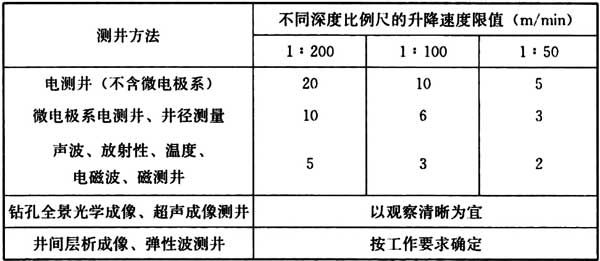 测井方法
不同深度比例尺的升降速度限值（m/min）
1∶200 1∶100 1∶50
电测井（不含微电极系） 20 10 5
微电极系电测井、井径测量 10 6 3
声波、放射性、温度、
电磁波、磁测井 5 3 2
钻孔全景光学成像、超声成像测井 以观察清晰为宜
井间层析成像、弹性波测井 按工作要求确定